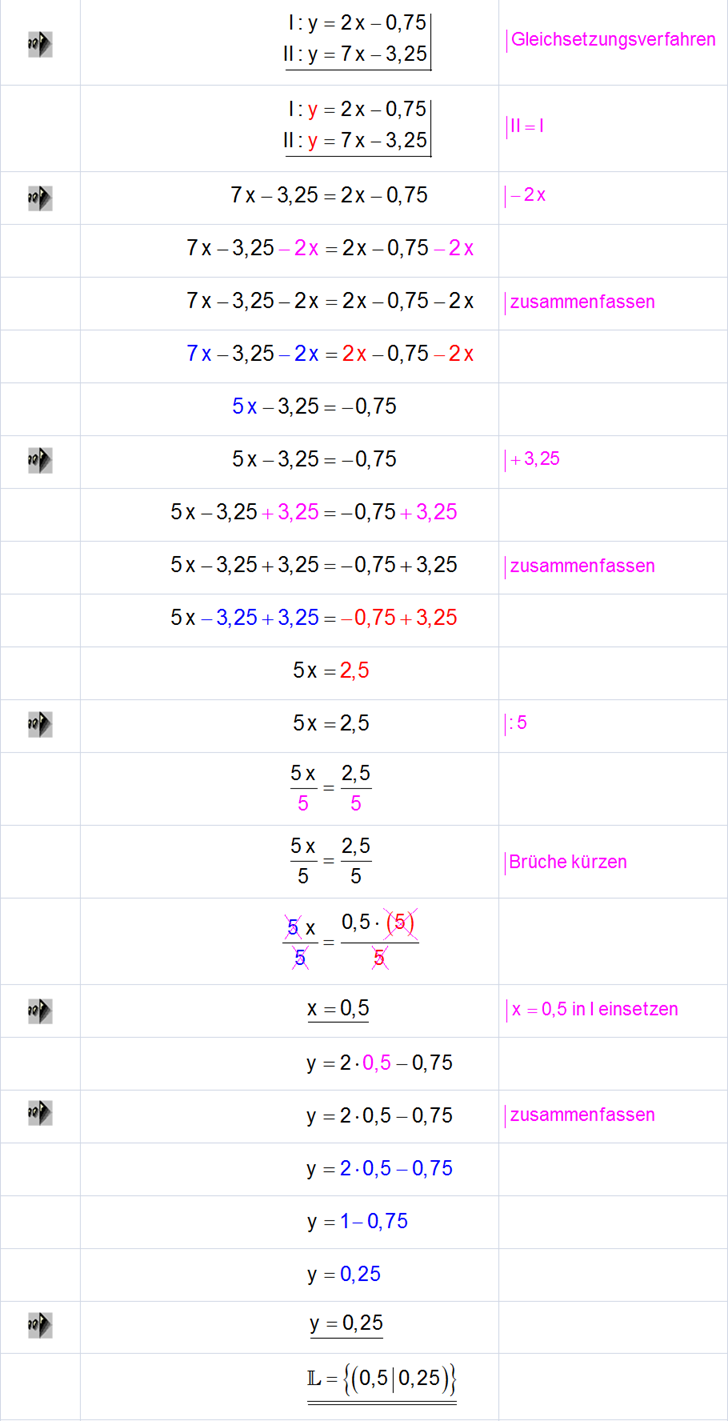 I : y = 2x − 0,75
|Gleichsetzungsverfahren
II : y = 7x − 3,25
I : y = 2x − 0,75
|II = I
II : y = 7x − 3,25
7x − 3,25 = 2x − 0,75 |− 2x
7x − 3,25 − 2x = 2x − 0,75 − 2x
7x − 3,25 − 2x = 2x − 0,75 − 2x |zusammenfassen
7x − 3,25 − 2x = 2x − 0,75 − 2x
5x − 3,25 = −0,75
5x − 3,25 = −0,75 |+ 3,25
5x − 3,25 + 3,25 = −0,75 + 3,25
5x − 3,25 + 3,25 = −0,75 + 3,25 |zusammenfassen
5x − 3,25 + 3,25 = −0,75 + 3,25
5x = 2,5
5x = 2,5 |: 5
5x/5 = 2,5/5
5x/5 = 2,5/5 |Brüche kürzen
5x/5 = 0,5 · (5)/5
x = 0,5 |x = 0,5 in I einsetzen
y = 2 · 0,5 − 0,75
y = 2 · 0,5 − 0,75 |zusammenfassen
y = 2 · 0,5 − 0,75
y = 1 − 0,75
y = 0,25
y = 0,25
𝕃 = {(0,5|0,25)}